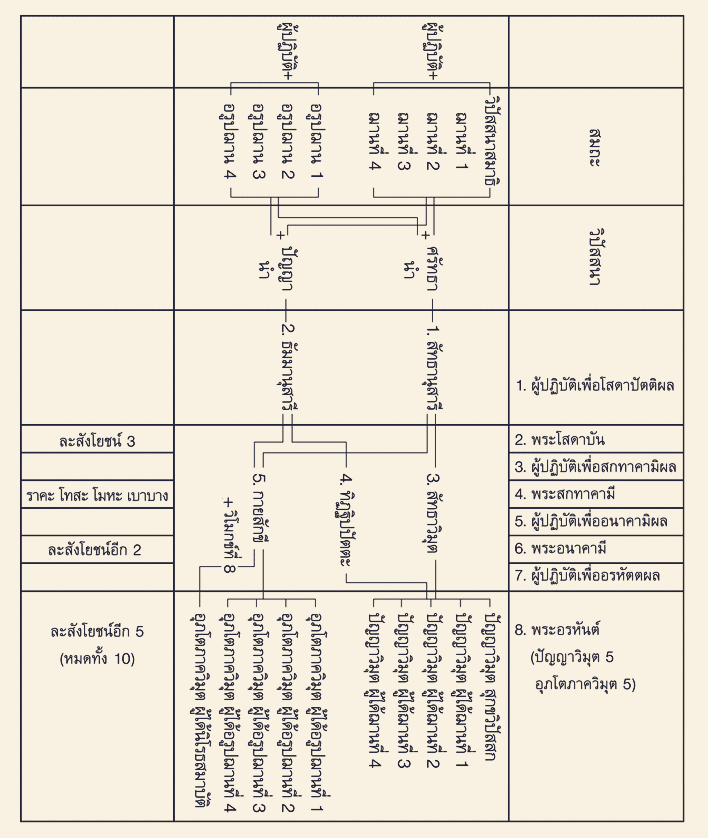 ผู้ปฏิบัติ+
ผู้ปฏิบัติ+
วิปัสสนาสมาธิ
ฌานที่ 1
ฌานที่ 2
ฌานที่ 3
ฌานที่ 4
อรูปฌาน 1
อรูปฌาน 2
อรูปฌาน 3
อรูปฌาน 4
สมถะ
+ ศรัทธา
นำ
+ ปัญญา
นำ
วิปัสสนา
1. สัทธานุสารี
2. ธัมมานุสารี
1. ผู้ปฏิบัติเพื่อโสดาปัตติผล
ละสังโยชน์ 3
2. พระโสดาบัน
3. ผู้ปฏิบัติเพื่อสกทาคามิผล
ราคะ โทสะ โมหะ เบาบาง
4. พระสกทาคามี
5. ผู้ปฏิบัติเพื่ออนาคามิผล
ละสังโยชน์อีก 2
6. พระอนาคามี
7. ผู้ปฏิบัติเพื่ออรหัตตผล
3. สัทธาวิมุต
4. ทิฏฐิปปัตตะ
5. กายสักขี
+ วิโมกข์ที่ 8
ละสังโยชน์อีก 5
(หมดทั้ง 10)
8. พระอรหันต์
(ปัญญาวิมุต 5
อุภโตภาควิมุต 5)
ปัญญาวิมุต สุกขวิปัสสก
ปัญญาวิมุต ผู้ได้ฌานที่ 1
ปัญญาวิมุต ผู้ได้ฌานที่ 2
ปัญญาวิมุต ผู้ได้ฌานที่ 3
ปัญญาวิมุต ผู้ได้ฌานที่ 4
อุภโตภาควิมุต ผู้ได้อรูปฌานที่ 1
อุภโตภาควิมุต ผู้ได้อรูปฌานที่ 2
อุภโตภาควิมุต ผู้ได้อรูปฌานที่ 3
อุภโตภาควิมุต ผู้ได้อรูปฌานที่ 4
อุภโตภาควิมุต ผู้ได้นิโรธสมาบัติ